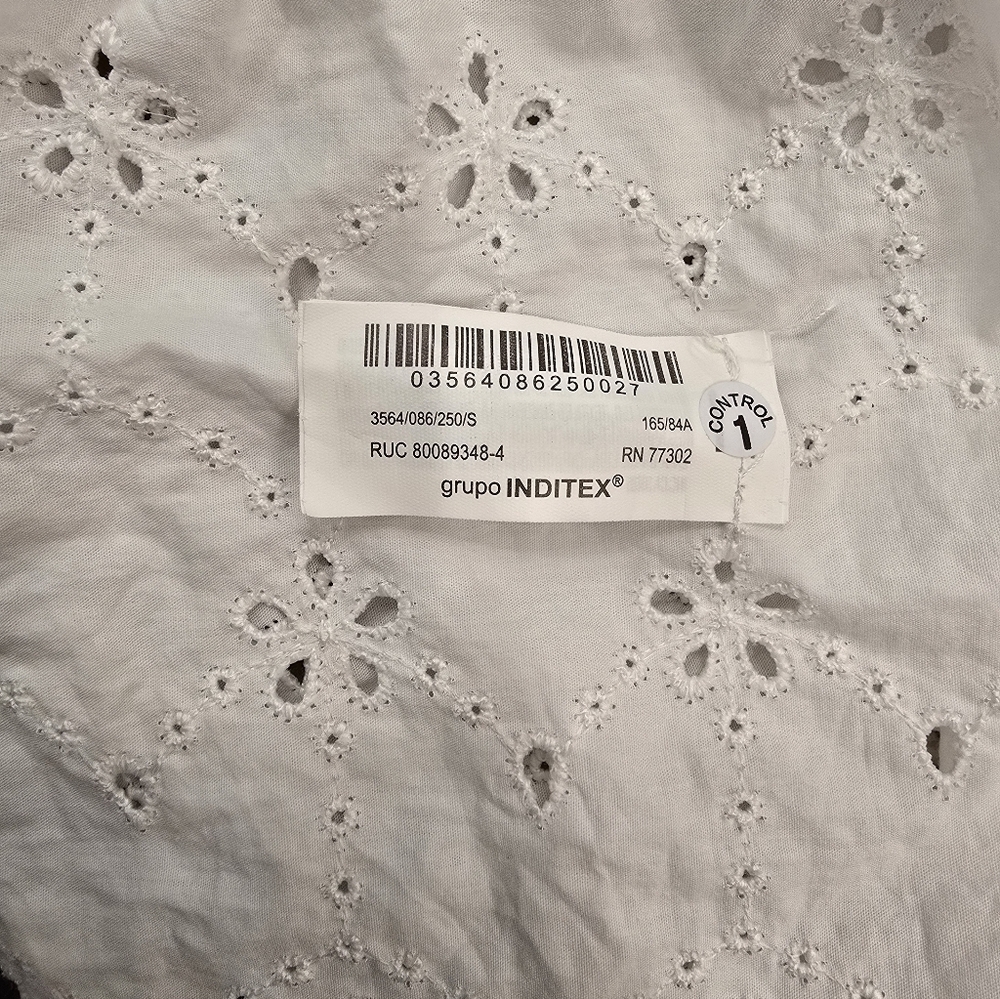 03564086250027
3564/086/250/S
165/84A
RUC 80089348-4
RN 77302
grupo INDITEX®
CONTROL
1